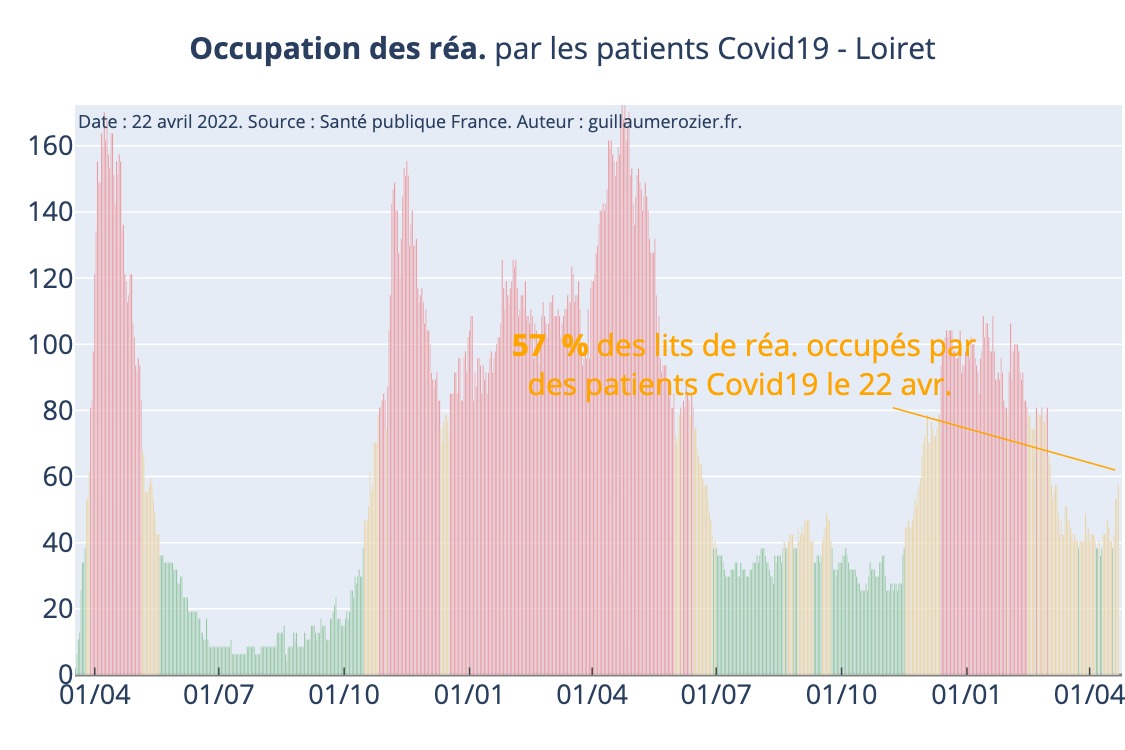 Occupation des réa. par les patients Covid19 - Loiret
Date : 22 avril 2022. Source : Santé publique France. Auteur : guillaumerozier.fr.
160
140
120
100
80
60
40
20
0
57 % des lits de réa. occupés par
des patients Covid19 le 22 avr.
01/04 01/07 01/10 01/01 01/04 01/07 01/10 01/01 01/04